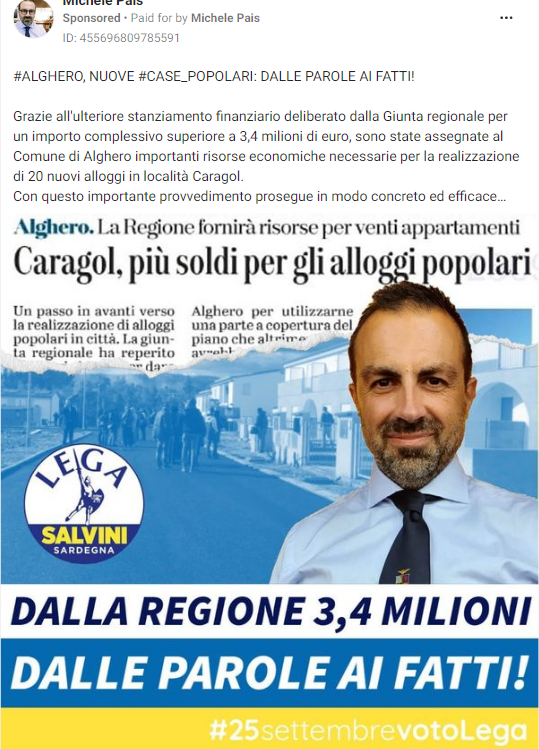 Michele Pais
Sponsored • Paid for by Michele Pais
ID: 455696809785591
#ALGHERO, NUOVE #CASE_POPOLARI: DALLE PAROLE AI FATTI!
Grazie all'ulteriore stanziamento finanziario deliberato dalla Giunta regionale per
un importo complessivo superiore a 3,4 milioni di euro, sono state assegnate al
Comune di Alghero importanti risorse economiche necessarie per la realizzazione
di 20 nuovi alloggi in località Caragol.
Con questo importante provvedimento prosegue in modo concreto ed efficace...
Alghero. La Regione fornirà risorse per venti appartamenti
Caragol, più soldi per gli alloggi popolari
Un passo in avanti verso
la realizzazione di alloggi
popolari in città. La giun-
ta regionale ha reperito
Alghero per utilizzarne
una parte a copertura del
piano che altrime
LEGA
SALVINI
SARDEGNA
DALLA REGIONE 3,4 MILIONI
DALLE PAROLE AI FATTI!
#25settembrevotoLega